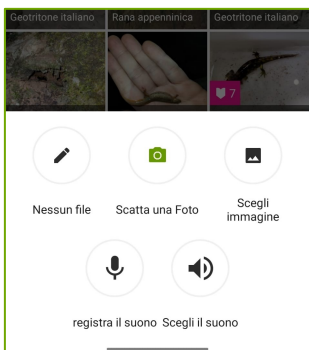 Geotritone italiano Rana appenninica Geotritone italiano
7
Nessun file Scatta una Foto Scegli
immagine
registra il suono Scegli il suono